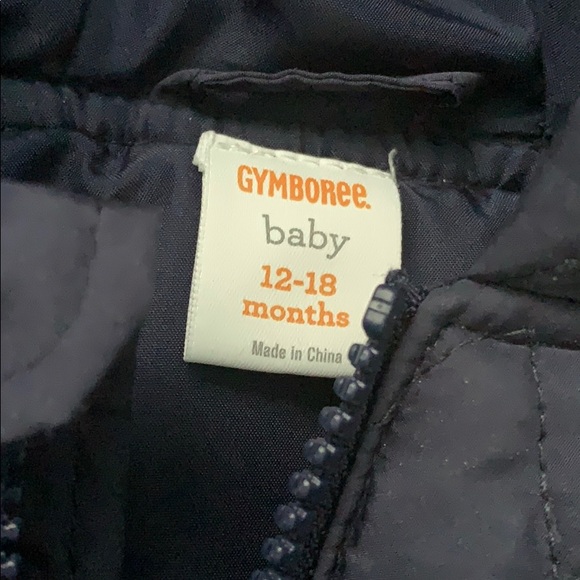 GYMBOREE.
baby
12-18
months
Made in China